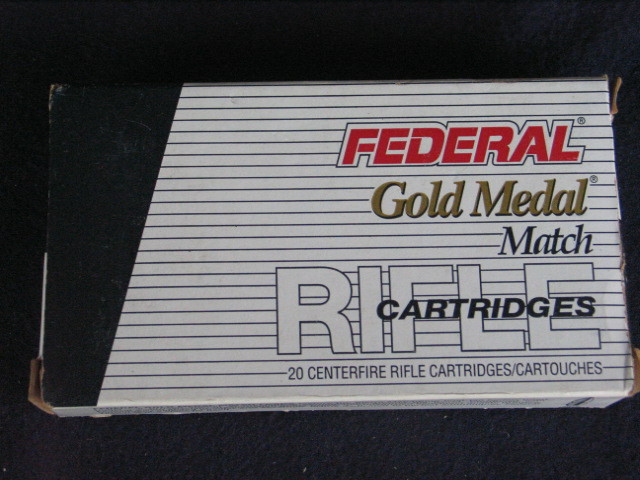 FEDERAL®
Gold Medal®
Match
RIFLE
CARTRIDGES
20 CENTERFIRE RIFLE CARTRIDGES/CARTOUCHES